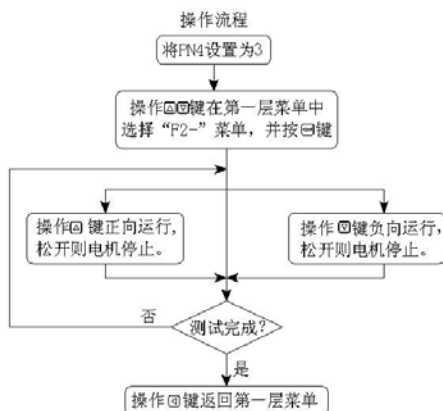 操作流程
将PN4设置为3
操作▲▼键在第一层菜单中
选择“F2-”菜单,并按键
操作▲键正向运行,
松开则电机停止。
操作▼键负向运行,
松开则电机停止。
否
测试完成?
是
操作◀键返回第一层菜单